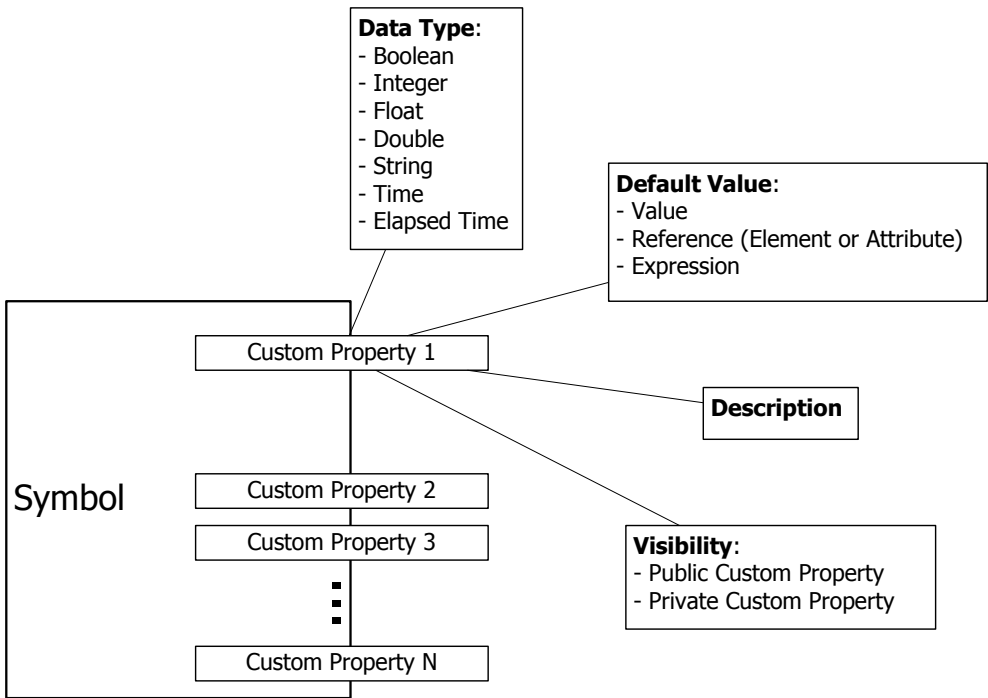 Data Type:
- Boolean
- Integer
- Float
- Double
- String
- Time
- Elapsed Time
Default Value:
- Value
- Reference (Element or Attribute)
- Expression
Custom Property 1
Description
Symbol
Custom Property 2
Custom Property 3
Visibility:
- Public Custom Property
- Private Custom Property
Custom Property N